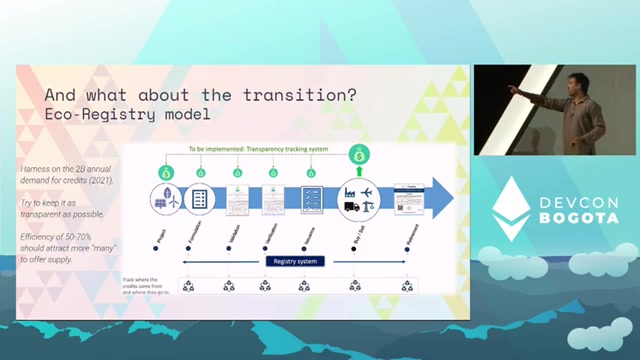 And what about the transition?
Eco-Registry model
To be implemented: Transparency tracking system
Harness on the 2B annual
demand for credits (2021).
Try to keep it as
transparent as possible.
Efficiency of 50-70%
should attract more "many"
to offer supply.
Project
Formulation
Validation
Verification
Issuance
Buy / Sell
Retirement
Registry system
Track where the
credits come from
and where they go to
DEVCON
BOGOTA